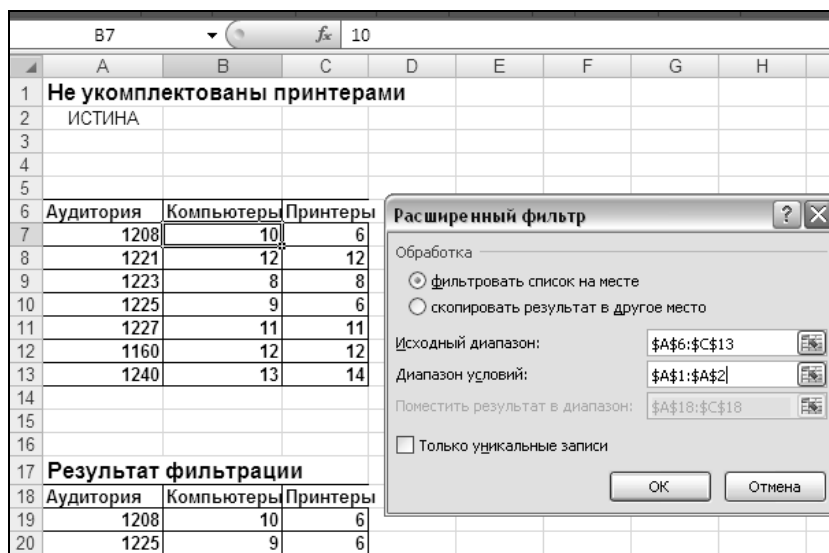 B7 fx 10
A B C D E F G H
1 Не укомплектованы принтерами
2 ИСТИНА
3
4
5
6 Аудитория Компьютеры Принтеры
7 1208 10 6
8 1221 12 12
9 1223 8 8
10 1225 9 6
11 1227 11 11
12 1160 12 12
13 1240 13 14
14
15
16
17 Результат фильтрации
18 Аудитория Компьютеры Принтеры
19 1208 10 6
20 1225 9 6
Расширенный фильтр ? X
Обработка
фильтровать список на месте
скопировать результат в другое место
Исходный диапазон: $A$6:$C$13
Диапазон условий: $A$1:$A$2
Поместить результат в диапазон: $A$18:$C$18
Только уникальные записи
ОК Отмена